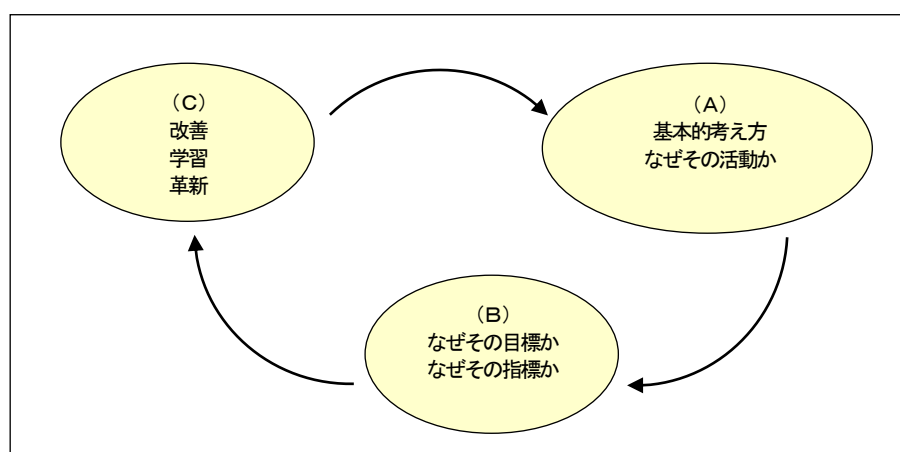 （C）
改善
学習
革新
（A）
基本的考え方
なぜその活動か
（B）
なぜその目標か
なぜその指標か